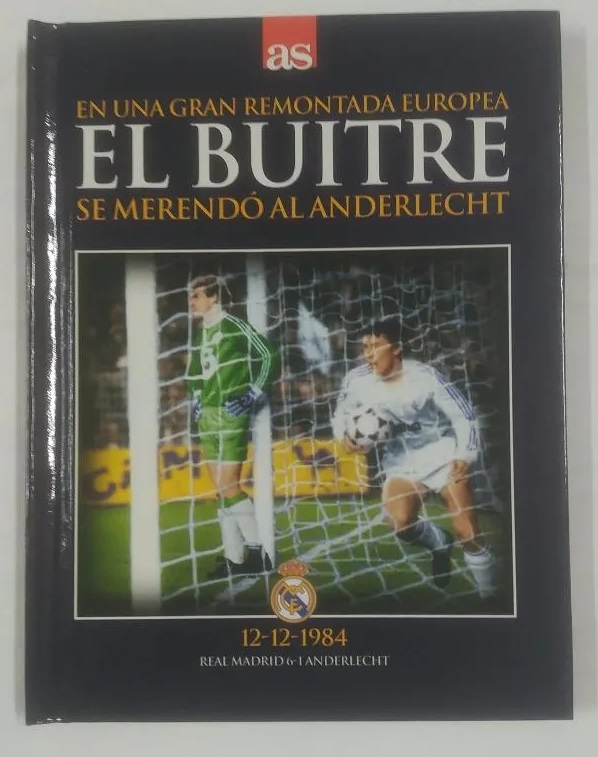 as
EN UNA GRAN REMONTADA EUROPEA
EL BUITRE
SE MERENDÓ AL ANDERLECHT
12-12-1984
REAL MADRID 6-1 ANDERLECHT